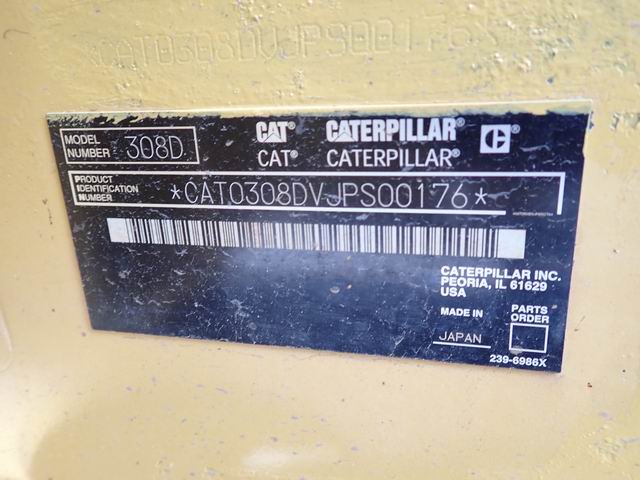 *CAT0308DVJPS00176*
MODEL NUMBER 308D
CAT® CATERPILLAR® C®
CAT® CATERPILLAR®
PRODUCT IDENTIFICATION NUMBER *CAT0308DVJPS00176*
CATERPILLAR INC.
PEORIA, IL 61629
USA
MADE IN JAPAN
PARTS ORDER
239-6986X